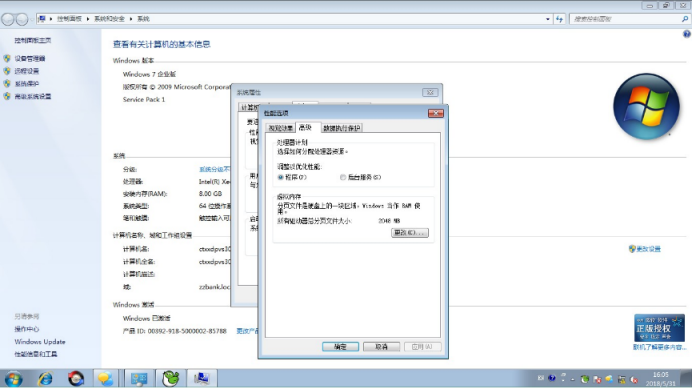 控制面板 ▸ 系统和安全 ▸ 系统
搜索控制面板
控制面板主页
设备管理器
远程设置
系统保护
高级系统设置
查看有关计算机的基本信息
Windows 版本
Windows 7 企业版
版权所有 © 2009 Microsoft Corporat
Service Pack 1
系统
分级:
系统分级不
处理器:
Intel(R) Xe
安装内存(RAM):
8.00 GB
系统类型:
64 位操作系
笔和触摸:
触控输入可
计算机名称、域和工作组设置
计算机名:
ctxxdpvs30
计算机全名:
ctxxdpvs30
计算机描述:
域:
zzbank.loc
更改设置
Windows 激活
Windows 已激活
产品 ID: 00392-918-5000002-85788
更改产品
另请参阅
操作中心
Windows Update
性能信息和工具
系统属性
计算机
性能选项
视觉效果
高级
数据执行保护
处理器计划
选择如何分配处理器资源。
调整以优化性能:
程序(P)
后台服务(S)
虚拟内存
分页文件是硬盘上的一块区域，Windows 当作 RAM 使
用。
所有驱动器总分页文件大小:
2048 MB
更改(C)...
确定
取消
应用(A)
正版授权
联机了解更多内容...
16:05
2018/5/31